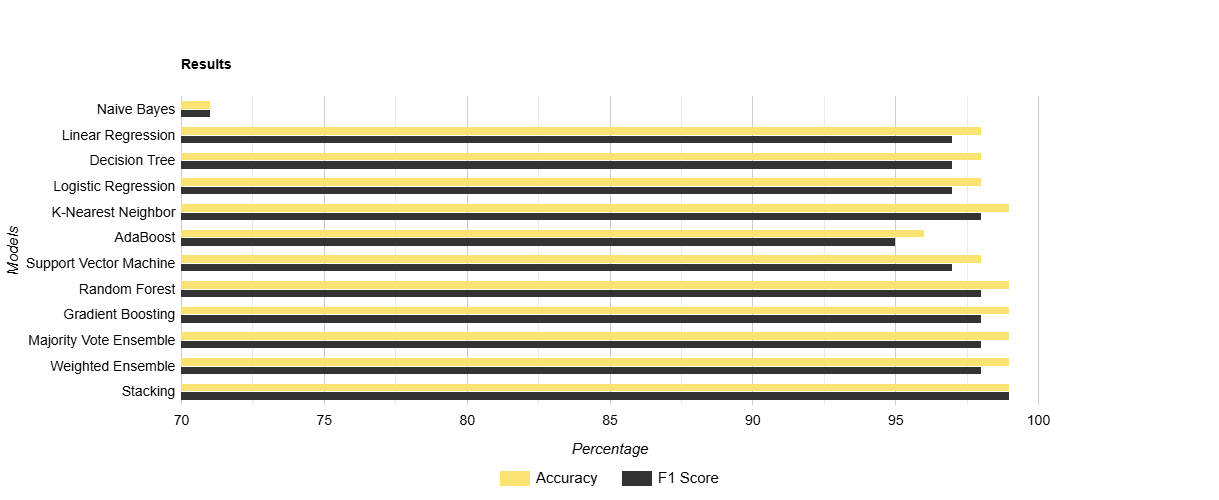 Results
Naive Bayes
Linear Regression
Decision Tree
Logistic Regression
K-Nearest Neighbor
AdaBoost
Support Vector Machine
Random Forest
Gradient Boosting
Majority Vote Ensemble
Weighted Ensemble
Stacking
Models
70 75 80 85 90 95 100
Percentage
Accuracy F1 Score